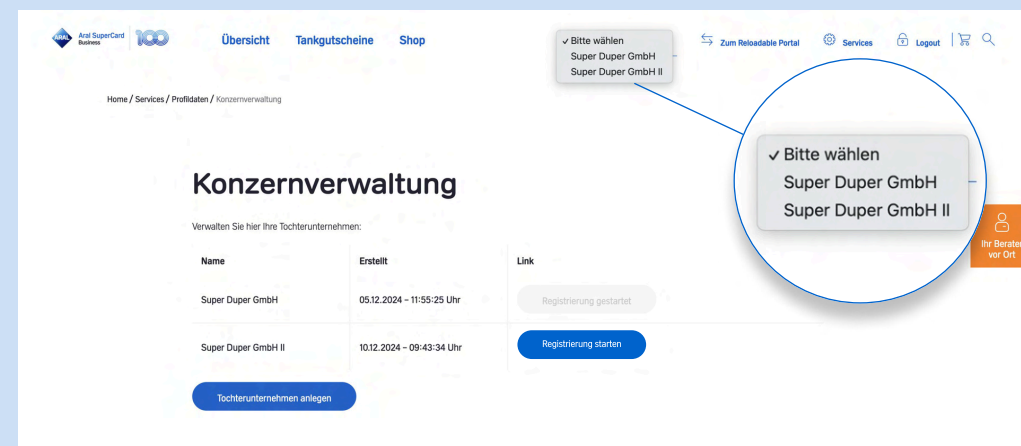 ARAL
Aral SuperCard
Business
100
Übersicht
Tankgutscheine
Shop
✓ Bitte wählen
Super Duper GmbH
Super Duper GmbH II
Zum Reloadable Portal
Services
Logout
Home / Services / Profildaten / Konzernverwaltung
✓ Bitte wählen
Super Duper GmbH
Super Duper GmbH II
Konzernverwaltung
Verwalten Sie hier Ihre Tochterunternehmen:
Ihr Berater
vor Ort
Name
Erstellt
Link
Super Duper GmbH
05.12.2024 – 11:55:25 Uhr
Registrierung gestartet
Super Duper GmbH II
10.12.2024 – 09:43:34 Uhr
Registrierung starten
Tochterunternehmen anlegen